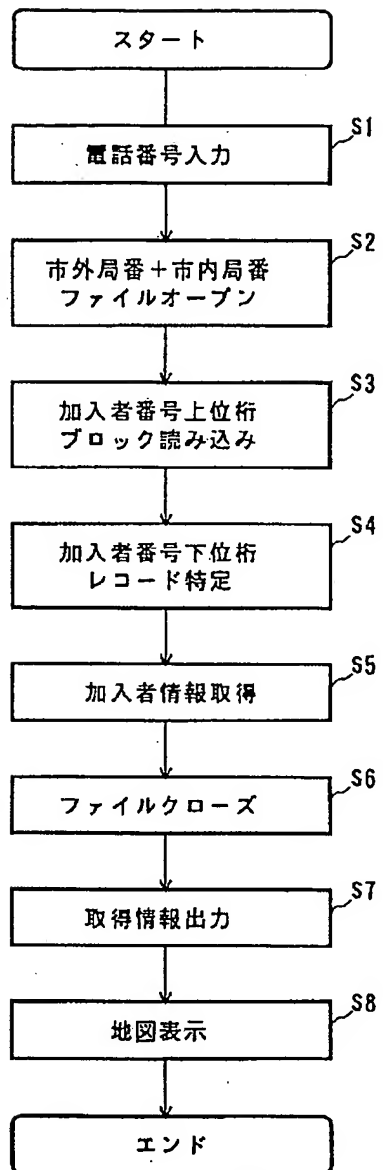 スタート
S1
電話番号入力
S2
市外局番+市内局番
ファイルオープン
S3
加入者番号上位桁
ブロック読み込み
S4
加入者番号下位桁
レコード特定
S5
加入者情報取得
S6
ファイルクローズ
S7
取得情報出力
S8
地図表示
エンド